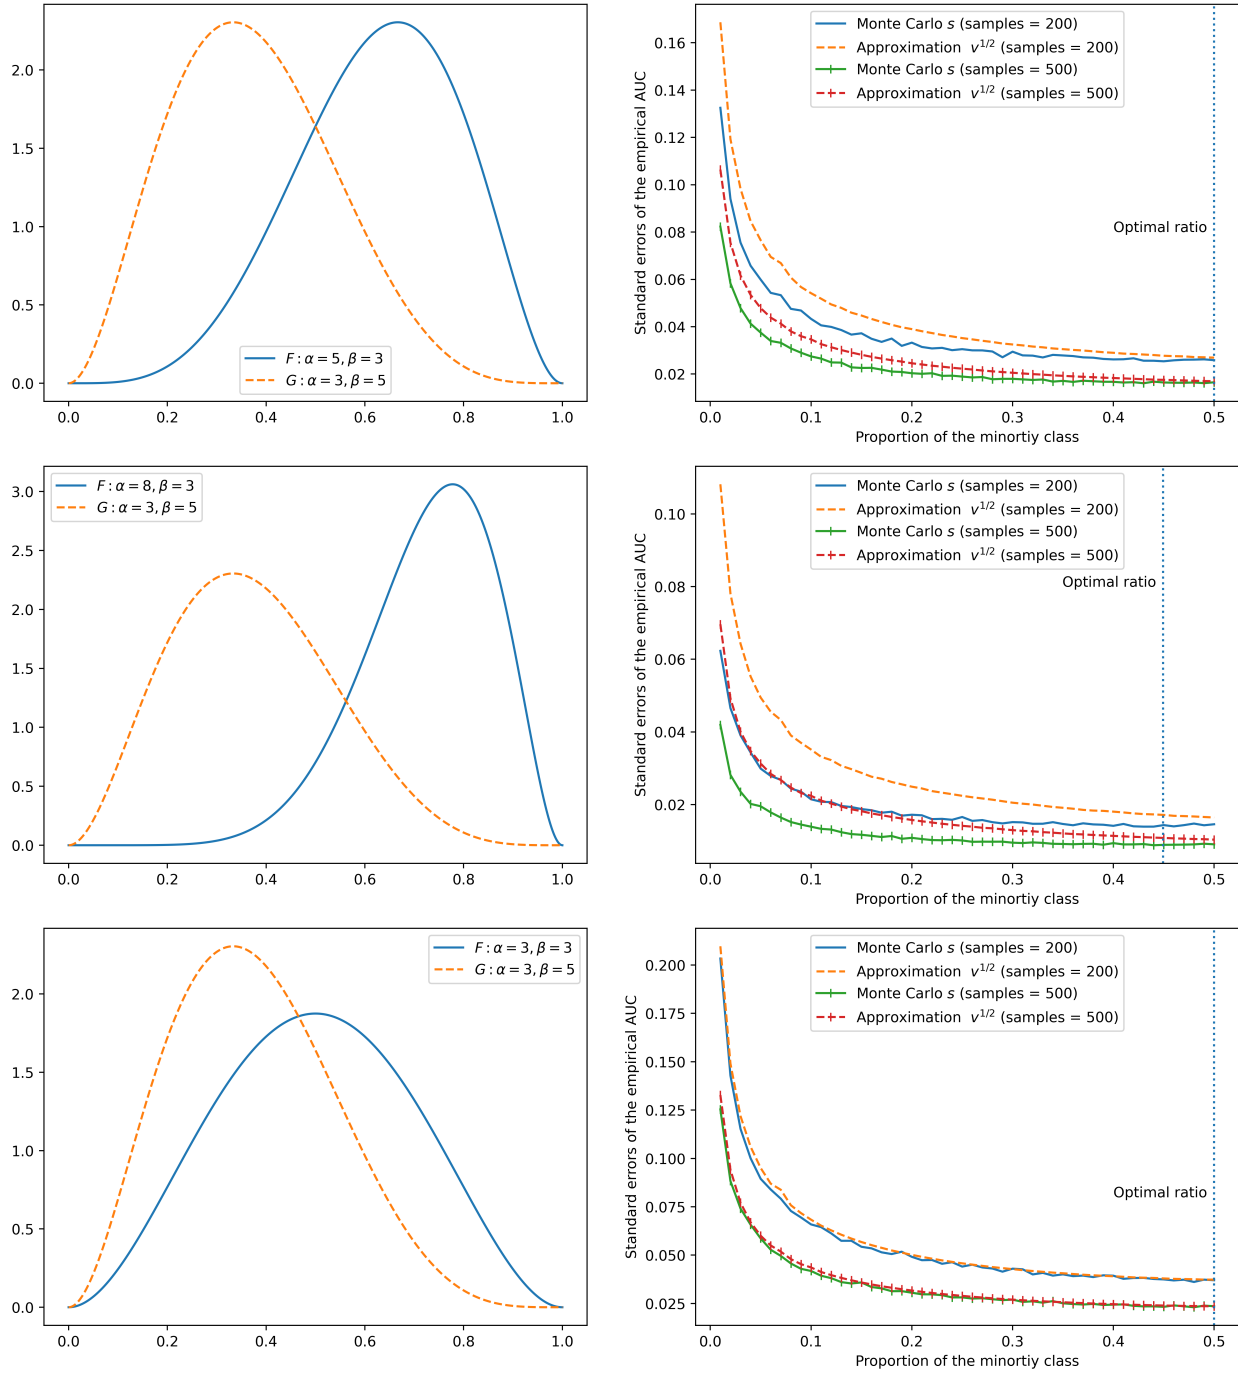 2.0
1.5
1.0
0.5
0.0
F : α = 5, β = 3
G : α = 3, β = 5
0.0 0.2 0.4 0.6 0.8 1.0
Standard errors of the empirical AUC
0.16
0.14
0.12
0.10
0.08
0.06
0.04
0.02
Monte Carlo s (samples = 200)
Approximation v^{1/2} (samples = 200)
Monte Carlo s (samples = 500)
Approximation v^{1/2} (samples = 500)
Optimal ratio
0.0 0.1 0.2 0.3 0.4 0.5
Proportion of the minortiy class
F : α = 8, β = 3
G : α = 3, β = 5
3.0
2.5
2.0
1.5
1.0
0.5
0.0
0.0 0.2 0.4 0.6 0.8 1.0
Standard errors of the empirical AUC
0.10
0.08
0.06
0.04
0.02
Monte Carlo s (samples = 200)
Approximation v^{1/2} (samples = 200)
Monte Carlo s (samples = 500)
Approximation v^{1/2} (samples = 500)
Optimal ratio
0.0 0.1 0.2 0.3 0.4 0.5
Proportion of the minortiy class
F : α = 3, β = 3
G : α = 3, β = 5
2.0
1.5
1.0
0.5
0.0
0.0 0.2 0.4 0.6 0.8 1.0
Standard errors of the empirical AUC
0.200
0.175
0.150
0.125
0.100
0.075
0.050
0.025
Monte Carlo s (samples = 200)
Approximation v^{1/2} (samples = 200)
Monte Carlo s (samples = 500)
Approximation v^{1/2} (samples = 500)
Optimal ratio
0.0 0.1 0.2 0.3 0.4 0.5
Proportion of the minortiy class